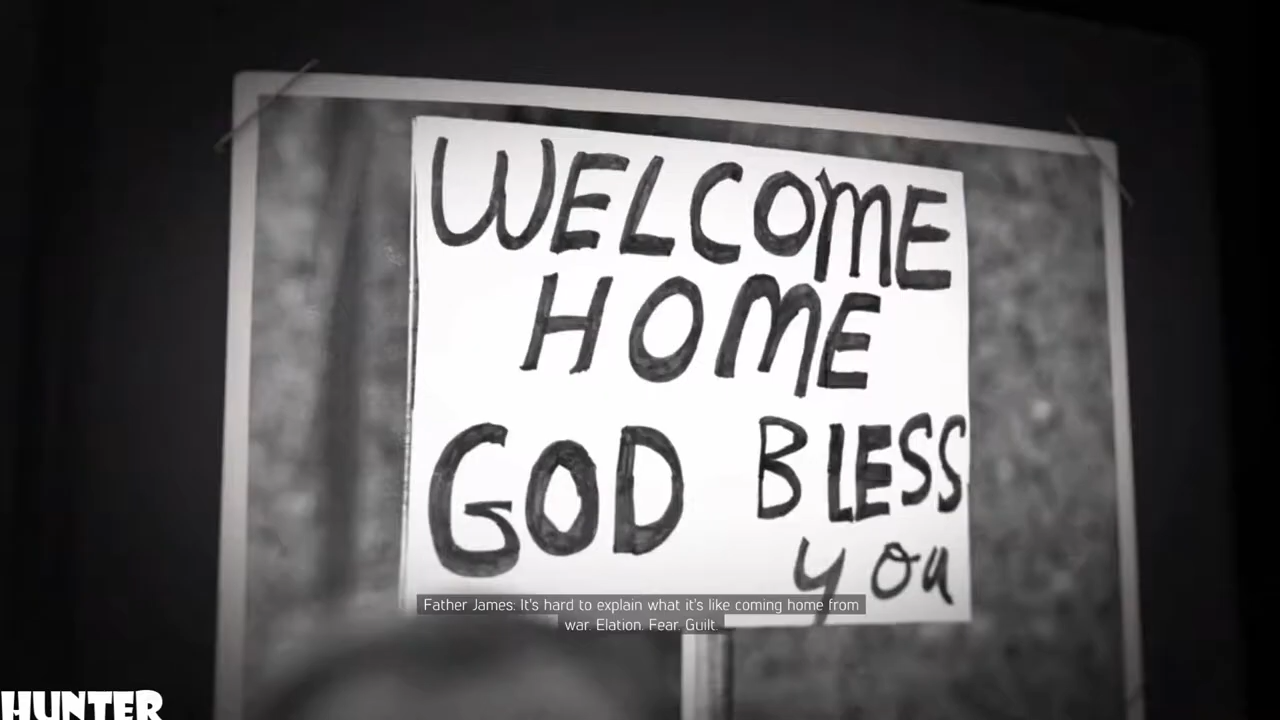 WELCOME
HOME
GOD BLESS
you
Father James: It's hard to explain what it's like coming home from
war. Elation. Fear. Guilt.
HUNTER